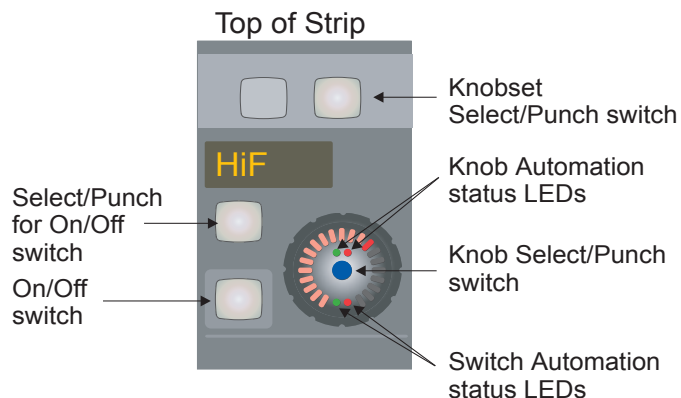 Top of Strip
Knobset
Select/Punch switch
HiF
Knob Automation
status LEDs
Select/Punch
for On/Off
switch
Knob Select/Punch
switch
On/Off
switch
Switch Automation
status LEDs